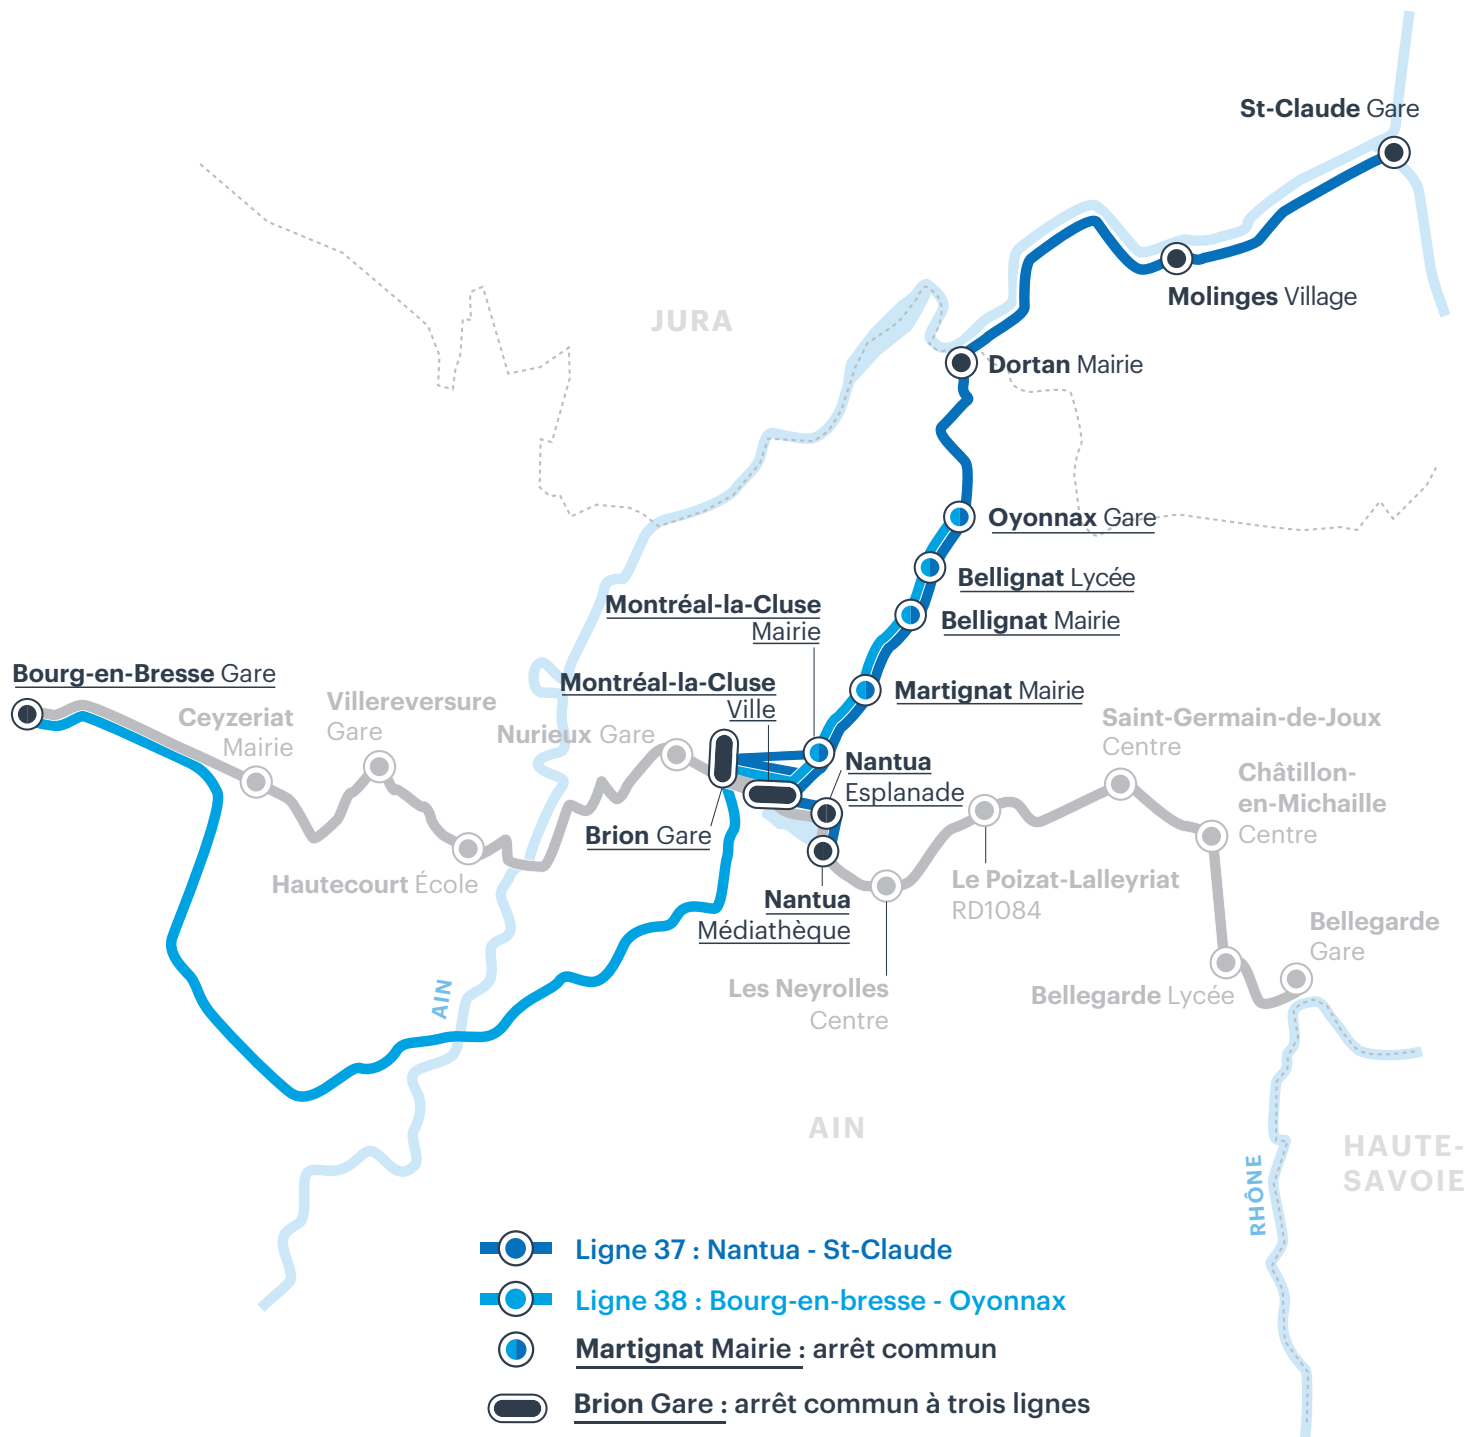 St-Claude Gare
Molinges Village
JURA
Dortan Mairie
Oyonnax Gare
Bellignat Lycée
Montréal-la-Cluse
Mairie
Bellignat Mairie
Bourg-en-Bresse Gare
Montréal-la-Cluse
Ville
Martignat Mairie
Villereversure
Gare
Ceyzeriat
Mairie
Nurieux Gare
Saint-Germain-de-Joux
Centre
Nantua
Esplanade
Châtillon-
en-Michaille
Centre
Brion Gare
Hautecourt École
Nantua
Médiathèque
Le Poizat-Lalleyriat
RD1084
Bellegarde
Gare
Les Neyrolles
Centre
Bellegarde Lycée
AIN
AIN
HAUTE-
SAVOIE
RHÔNE
Ligne 37 : Nantua - St-Claude
Ligne 38 : Bourg-en-bresse - Oyonnax
Martignat Mairie : arrêt commun
Brion Gare : arrêt commun à trois lignes